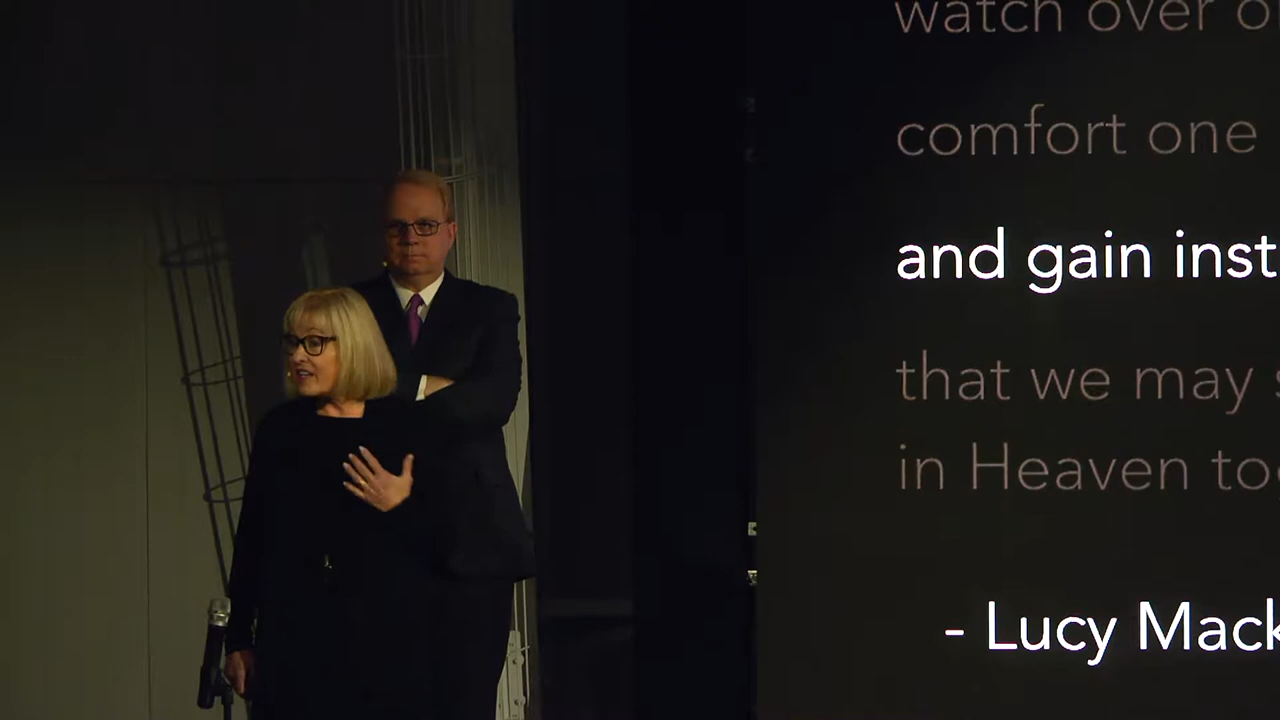 watch over o
comfort one
and gain inst
that we may s
in Heaven to
- Lucy Mack